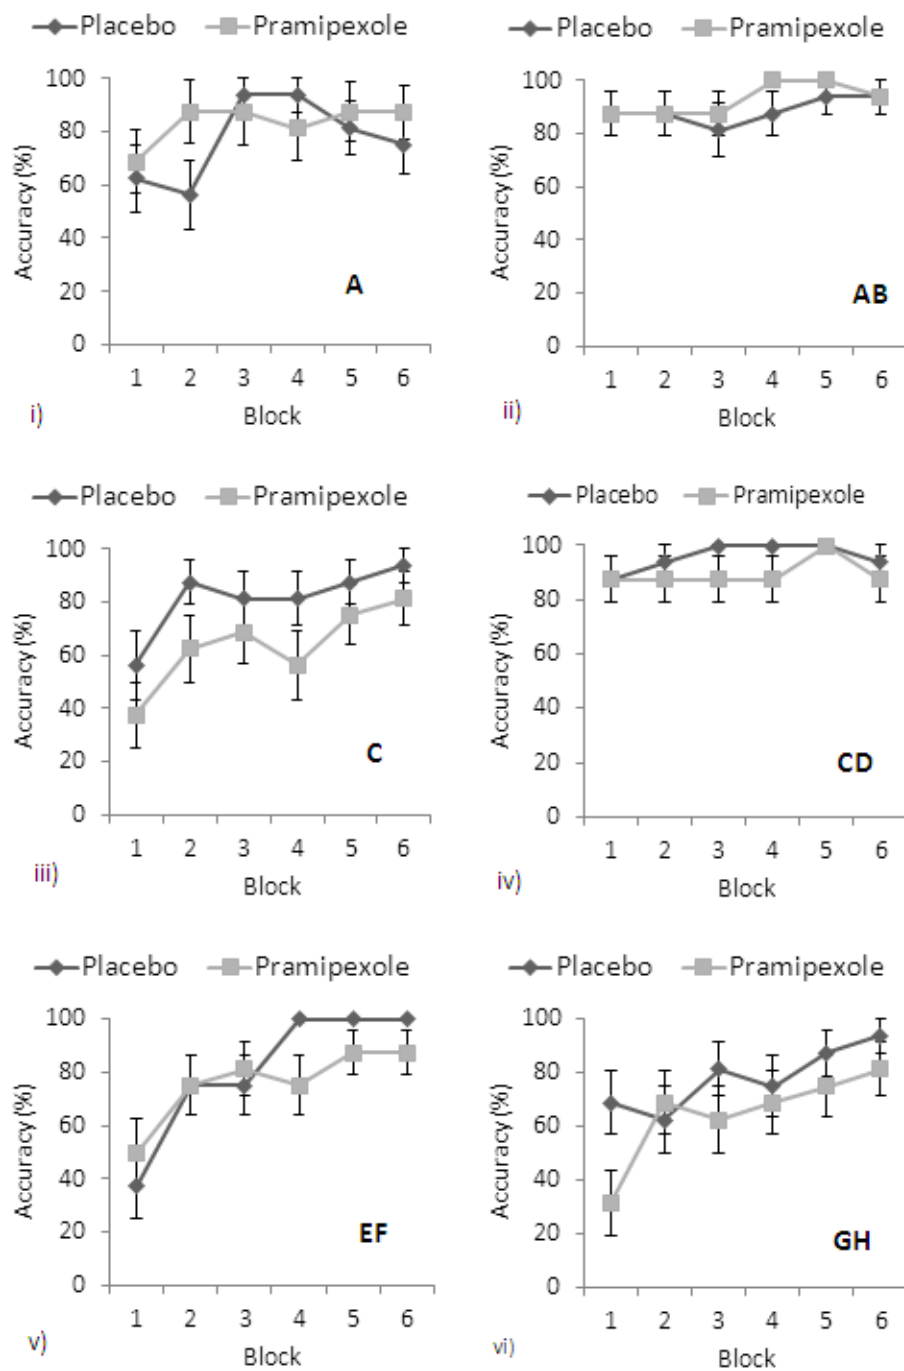 Placebo Pramipexole
Accuracy (%)
100
80
60
40
20
0
A
1 2 3 4 5 6
Block
i)
Placebo Pramipexole
Accuracy (%)
100
80
60
40
20
0
AB
1 2 3 4 5 6
Block
ii)
Placebo Pramipexole
Accuracy (%)
100
80
60
40
20
0
C
1 2 3 4 5 6
Block
iii)
Placebo Pramipexole
Accuracy (%)
100
80
60
40
20
0
CD
1 2 3 4 5 6
Block
iv)
Placebo Pramipexole
Accuracy (%)
100
80
60
40
20
0
EF
1 2 3 4 5 6
Block
v)
Placebo Pramipexole
Accuracy (%)
100
80
60
40
20
0
GH
1 2 3 4 5 6
Block
vi)